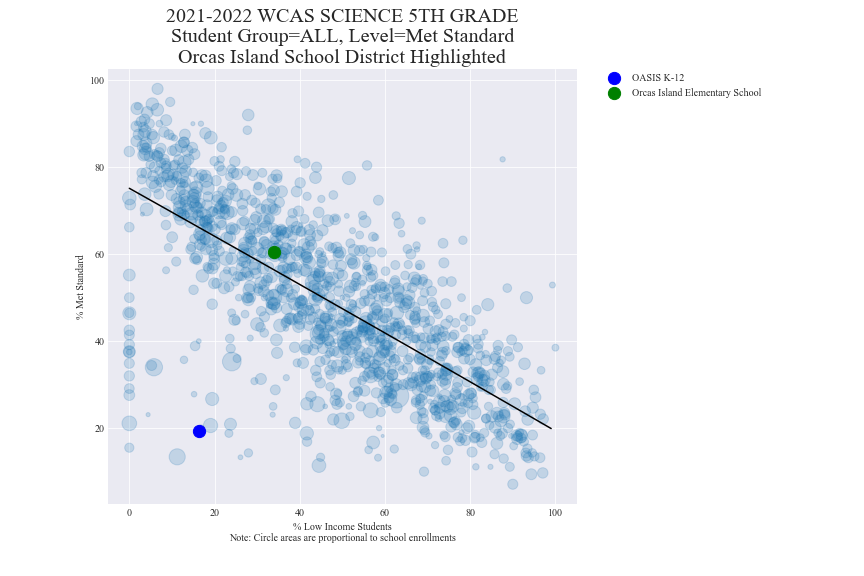 2021-2022 WCAS SCIENCE 5TH GRADE
Student Group=ALL, Level=Met Standard
Orcas Island School District Highlighted
OASIS K-12
Orcas Island Elementary School
100
80
60
40
20
% Met Standard
0 20 40 60 80 100
% Low Income Students
Note: Circle areas are proportional to school enrollments